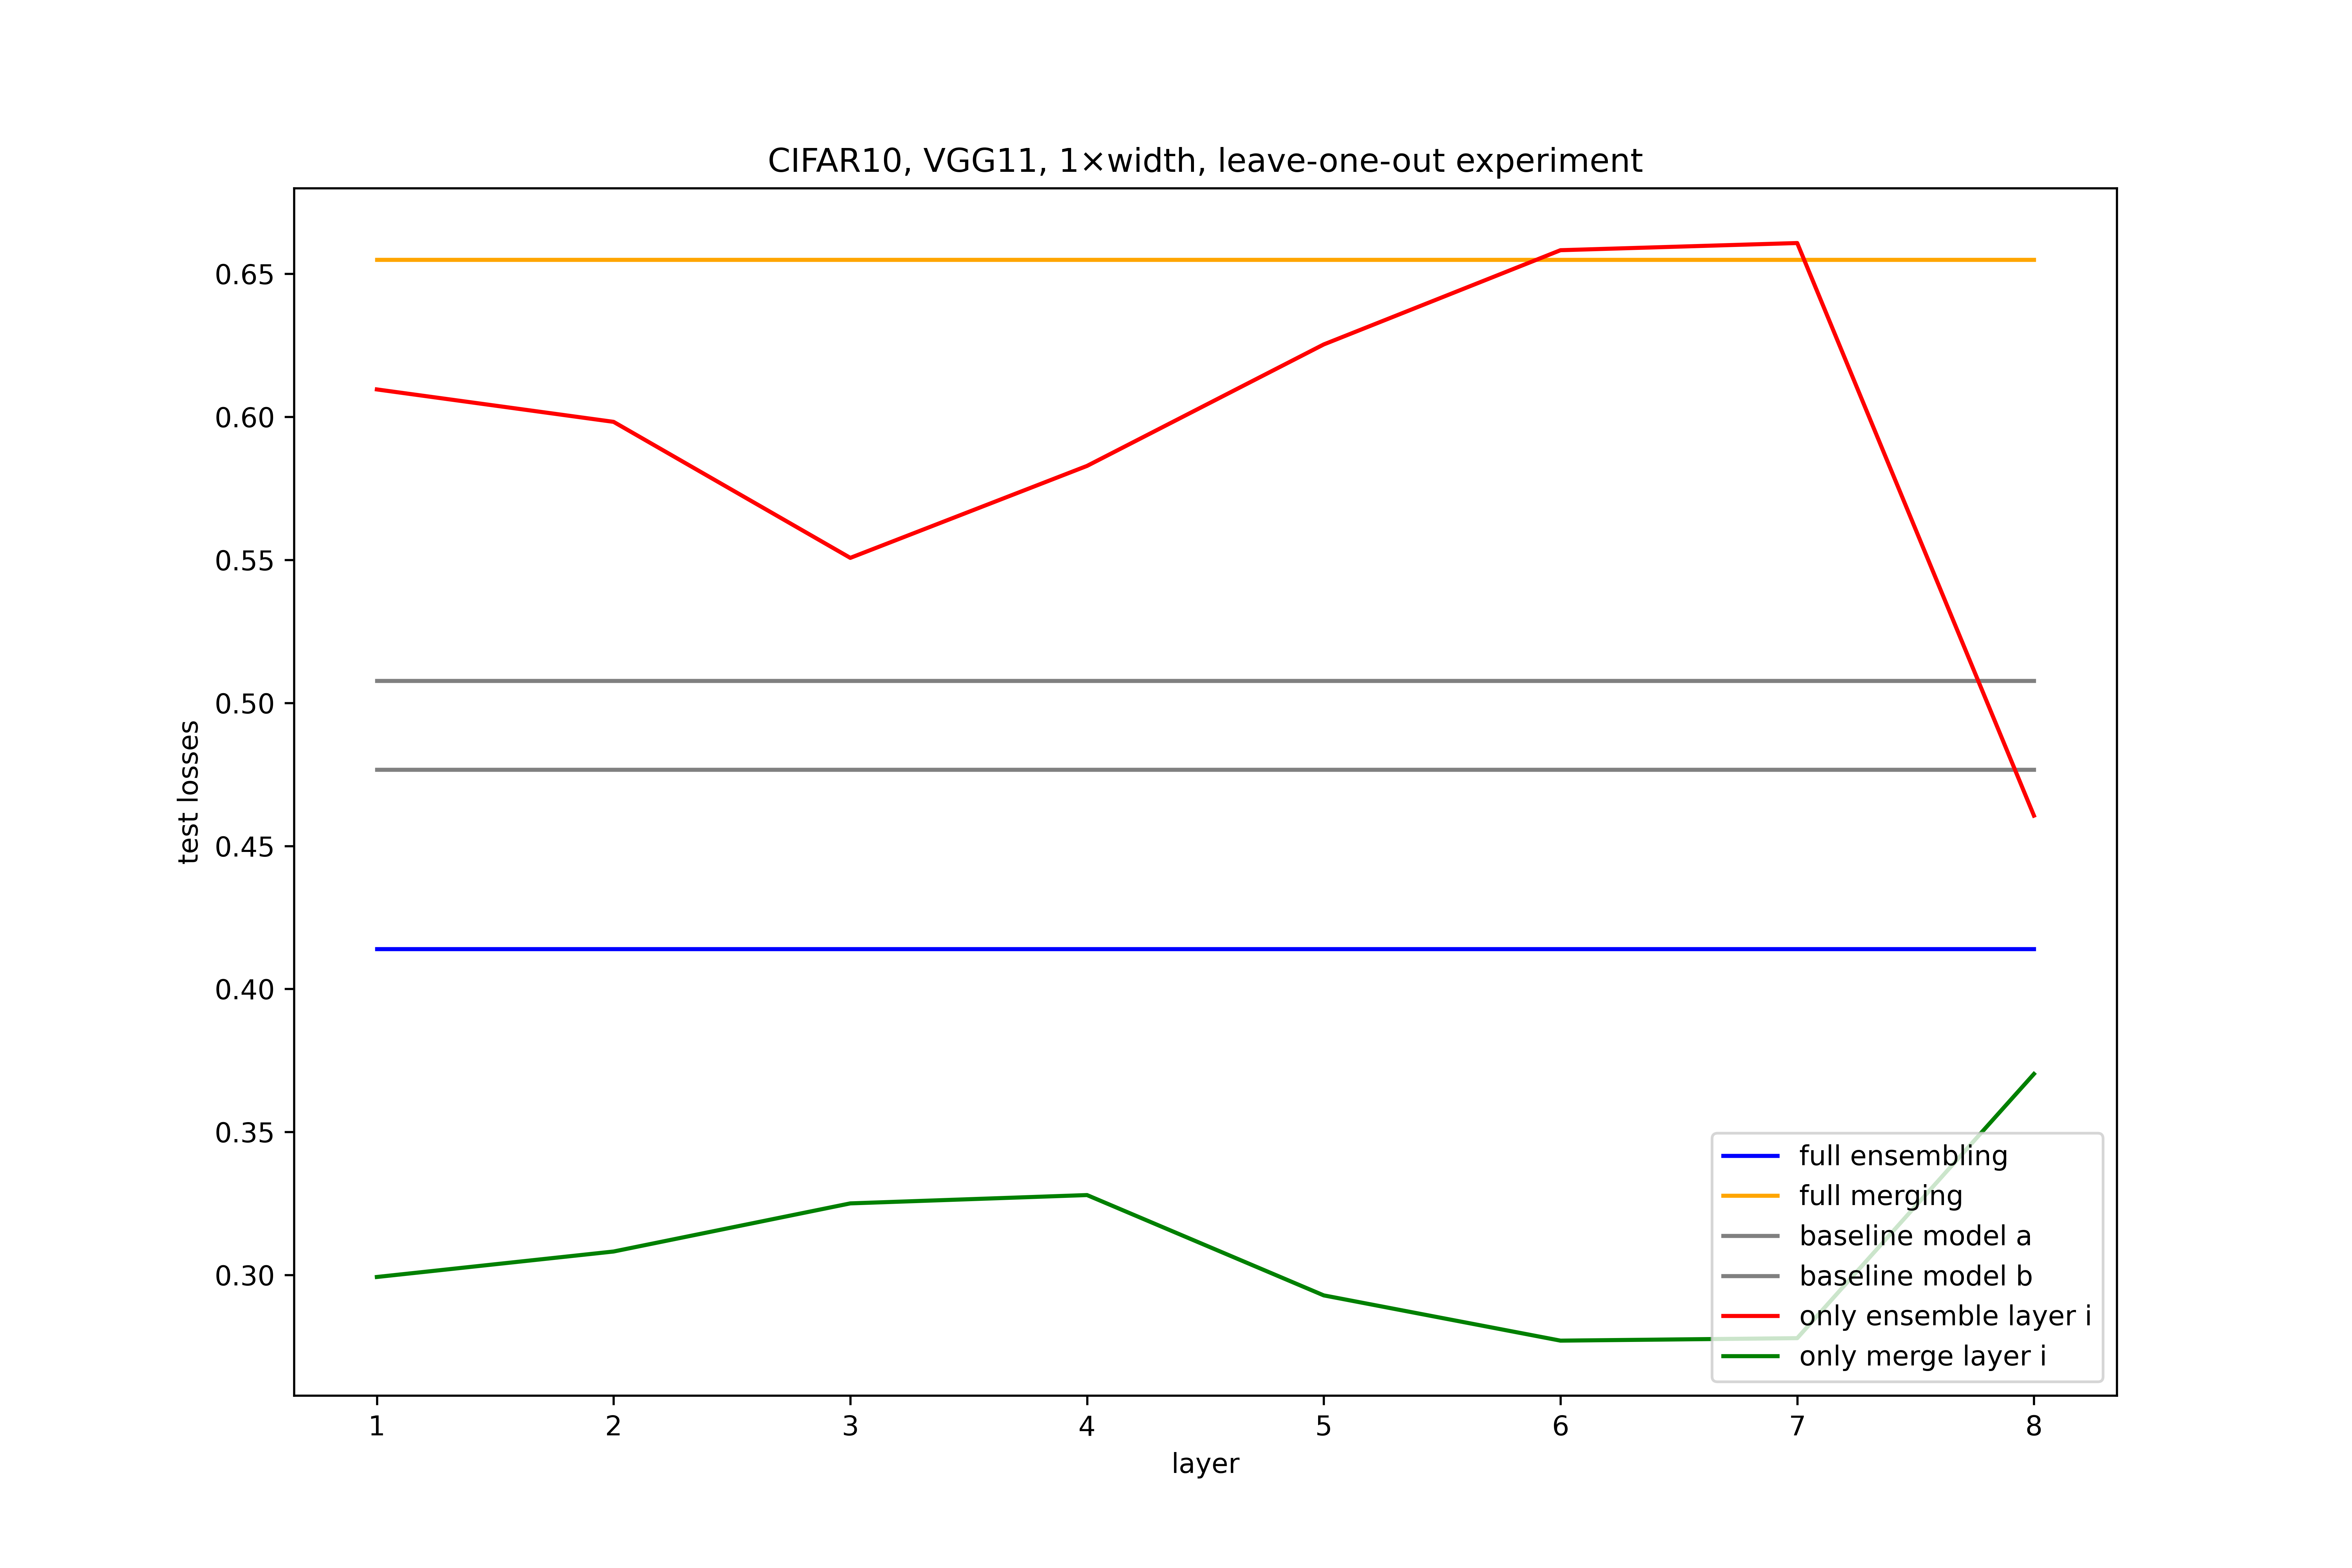 CIFAR10, VGG11, 1×width, leave-one-out experiment
test losses
0.65
0.60
0.55
0.50
0.45
0.40
0.35
0.30
full ensembling
full merging
baseline model a
baseline model b
only ensemble layer i
only merge layer i
1 2 3 4 5 6 7 8
layer